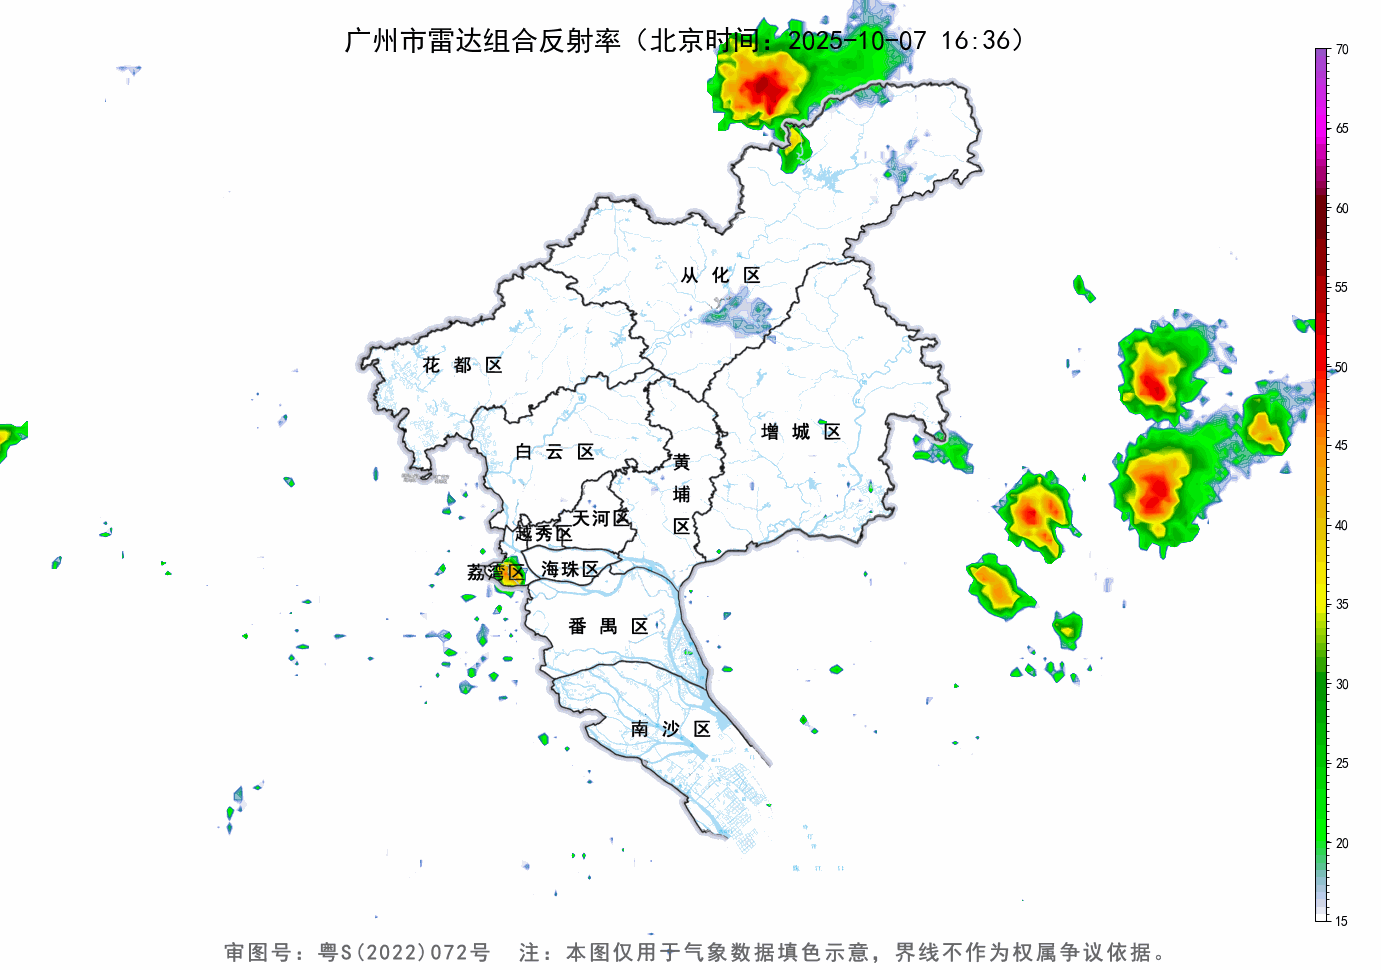 广州市雷达组合反射率（北京时间：2025-10-07 16:36）
70
65
60
55
50
45
40
35
30
25
20
15
从化区
花都区
增城区
白云区
黄埔区
天河区
越秀区
荔湾区
海珠区
番禺区
南沙区
审图号：粤S(2022)072号 注：本图仅用于气象数据填色示意，界线不作为权属争议依据。